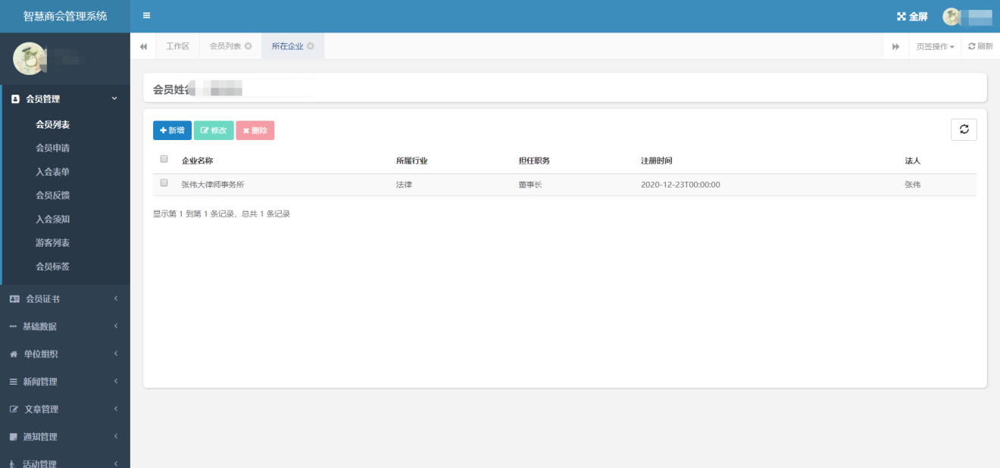 智慧商会管理系统
全屏
工作区 会员列表 所在企业 页签操作 刷新
会员管理
会员列表
会员申请
入会表单
会员反馈
入会须知
游客列表
会员标签
会员证书
基础数据
单位组织
新闻管理
文章管理
通知管理
活动管理
会员姓名
新增 修改 删除
企业名称 所属行业 担任职务 注册时间 法人
张伟大律师事务所 法律 董事长 2020-12-23T00:00:00 张伟
显示第 1 到第 1 条记录，总共 1 条记录